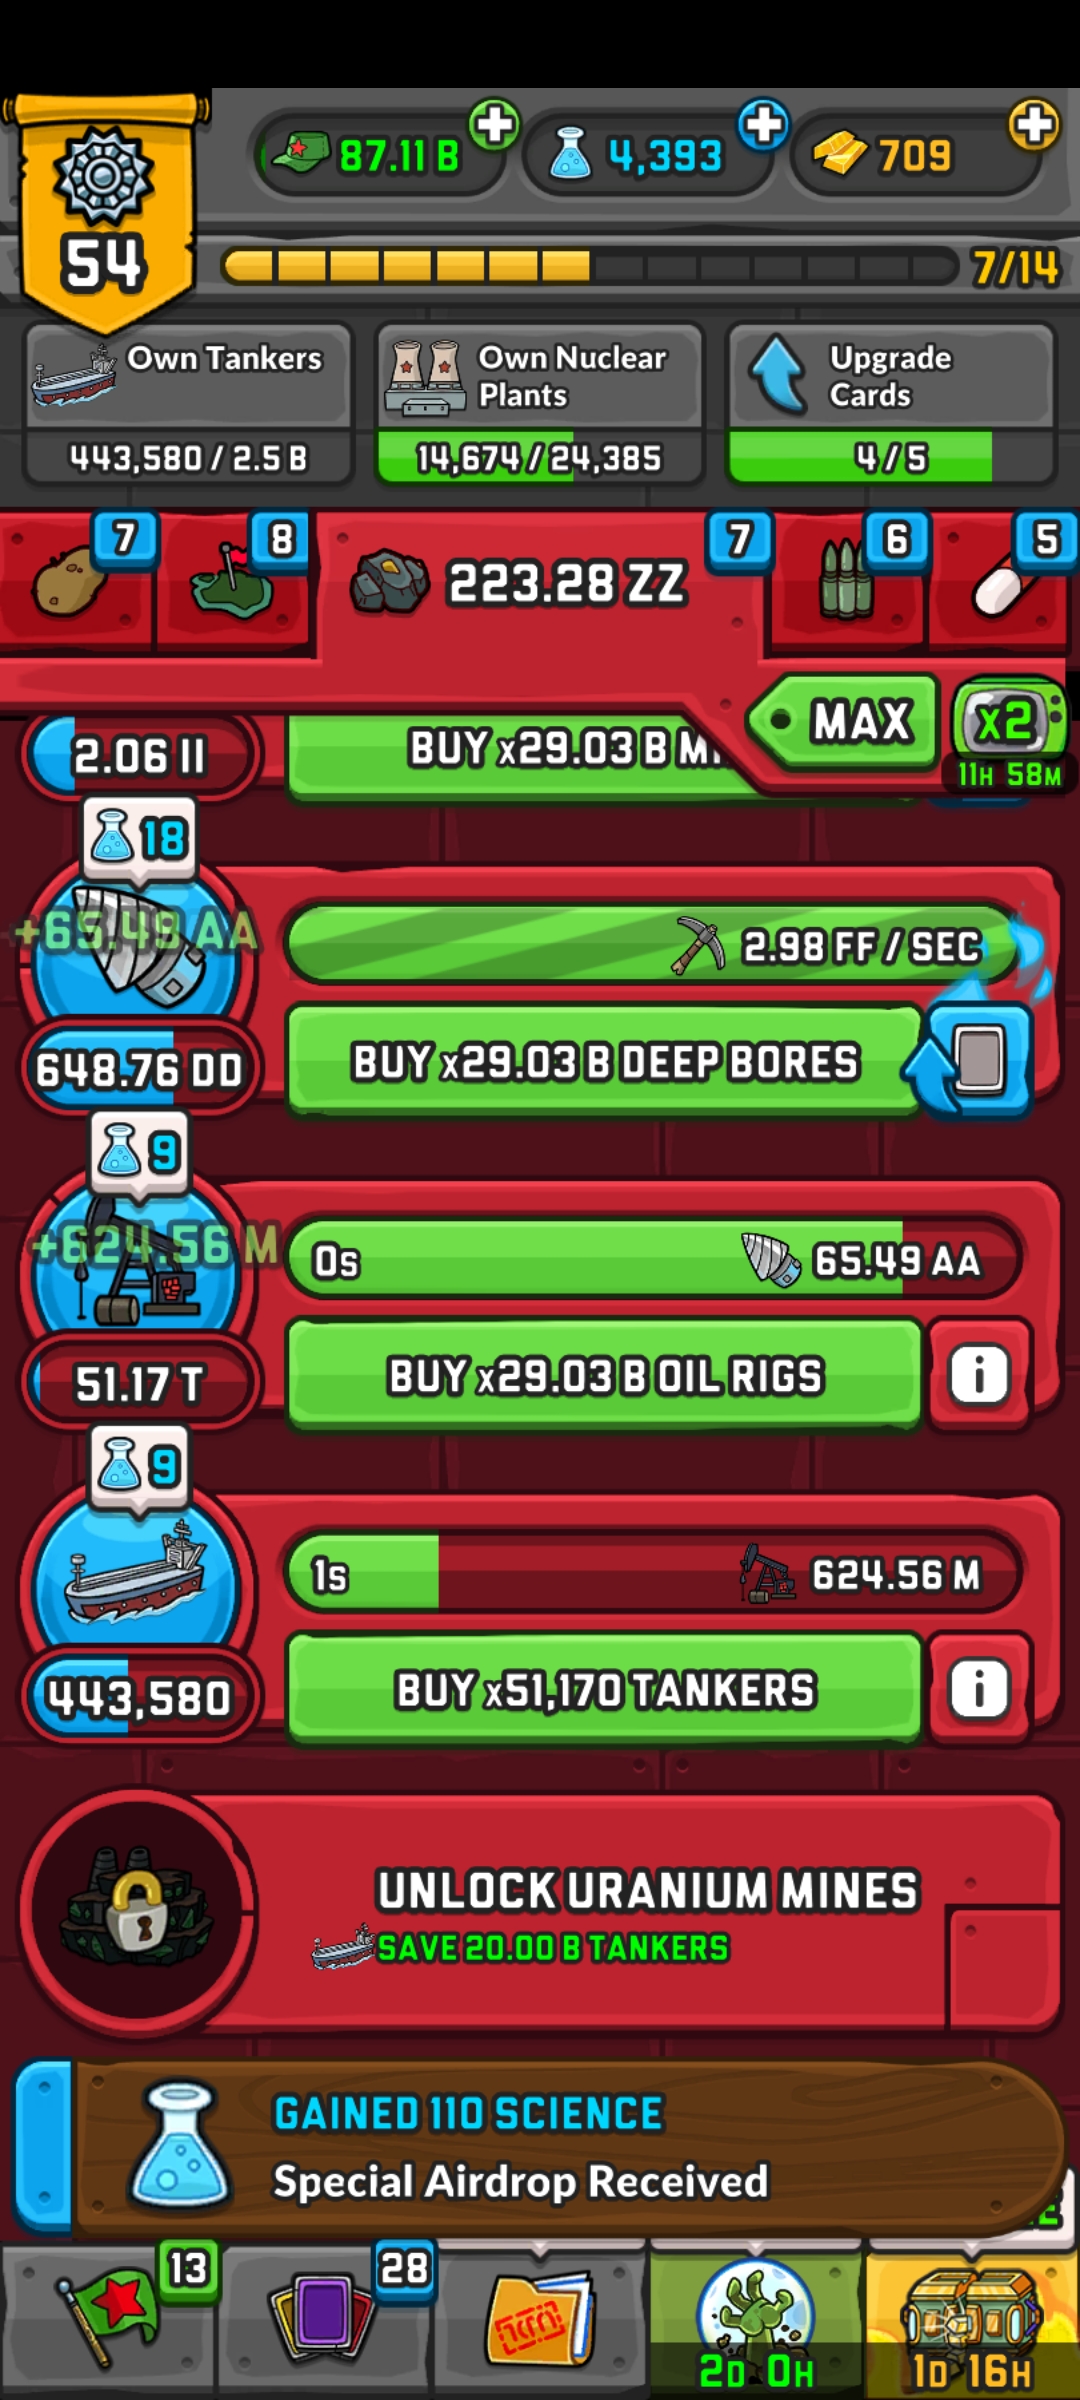 87.11 B
4,393
709
54
7/14
Own Tankers
443,580 / 2.5 B
Own Nuclear
Plants
14,674 / 24,385
Upgrade
Cards
4 / 5
7
8
223.28 ZZ
7
6
5
MAX
x2
11H 58M
2.06 II
BUY x29.03 B
18
+65.49 AA
2.98 FF / SEC
648.76 DD
BUY x29.03 B DEEP BORES
9
+624.56 M
0s
65.49 AA
51.17 T
BUY x29.03 B OIL RIGS
i
9
1s
624.56 M
443,580
BUY x51,170 TANKERS
i
UNLOCK URANIUM MINES
SAVE 20.00 B TANKERS
GAINED 110 SCIENCE
Special Airdrop Received
13
28
2D 0H
1D 16H